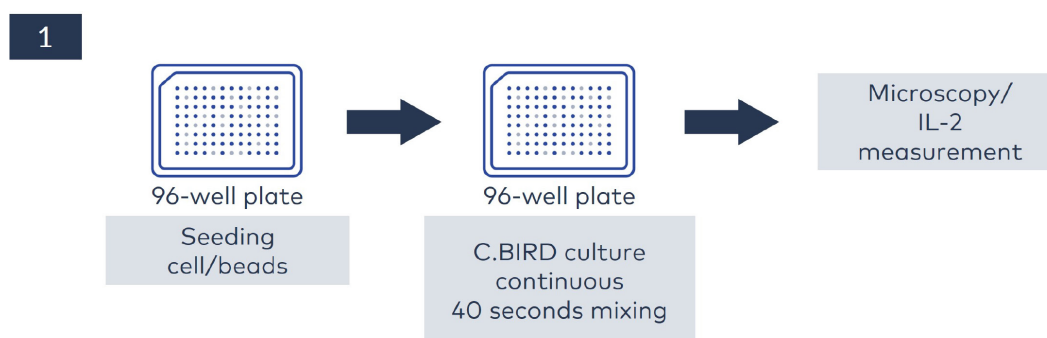 1
96-well plate
Seeding
cell/beads
96-well plate
C.BIRD culture
continuous
40 seconds mixing
Microscopy/
IL-2
measurement